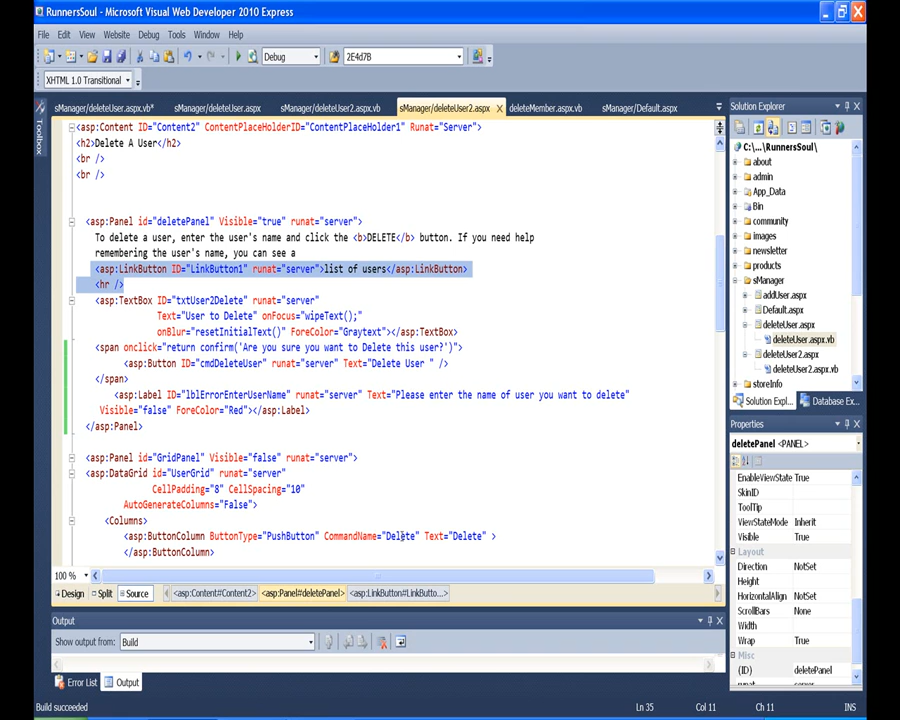 RunnersSoul - Microsoft Visual Web Developer 2010 Express
File Edit View Website Debug Tools Window Help
Debug 2E4d7B
XHTML 1.0 Transitional
sManager/deleteUser.aspx.vb* sManager/deleteUser.aspx sManager/deleteUser2.aspx.vb sManager/deleteUser2.aspx deleteMember.aspx.vb sManager/Default.aspx
Toolbox
<asp:Content ID="Content2" ContentPlaceHolderID="ContentPlaceHolder1" Runat="Server">
<h2>Delete A User</h2>
<br />
<br />
<asp:Panel id="deletePanel" Visible="true" runat="server">
To delete a user, enter the user's name and click the <b>DELETE</b> button. If you need help
remembering the user's name, you can see a
<asp:LinkButton ID="LinkButton1" runat="server">list of users</asp:LinkButton>
<hr />
<asp:TextBox ID="txtUser2Delete" runat="server"
Text="User to Delete" onFocus="wipeText();"
onBlur="resetInitialText()" ForeColor="Graytext"></asp:TextBox>
<span onclick="return confirm('Are you sure you want to Delete this user?')">
<asp:Button ID="cmdDeleteUser" runat="server" Text="Delete User " />
</span>
<asp:Label ID="lblErrorEnterUserName" runat="server" Text="Please enter the name of user you want to delete"
Visible="false" ForeColor="Red"></asp:Label>
</asp:Panel>
<asp:Panel id="GridPanel" Visible="false" runat="server">
<asp:DataGrid id="UserGrid" runat="server"
CellPadding="8" CellSpacing="10"
AutoGenerateColumns="False">
<Columns>
<asp:ButtonColumn ButtonType="PushButton" CommandName="Delete" Text="Delete" >
</asp:ButtonColumn>
100 %
Design Split Source <asp:Content#Content2> <asp:Panel#deletePanel> <asp:LinkButton#LinkButto...>
Output
Show output from: Build
Error List Output
Build succeeded Ln 35 Col 11 Ch 11 INS
Solution Explorer
C:\...\RunnersSoul\
about
admin
App_Data
Bin
community
images
newsletter
products
sManager
addUser.aspx
Default.aspx
deleteUser.aspx
deleteUser.aspx.vb
deleteUser2.aspx
deleteUser2.aspx.vb
storeInfo
Solution Expl... Database Ex...
Properties
deletePanel <PANEL>
EnableViewState True
SkinID
ToolTip
ViewStateMode Inherit
Visible True
Layout
Direction NotSet
Height
HorizontalAlign NotSet
ScrollBars None
Width
Wrap True
Misc
(ID) deletePanel
runat server